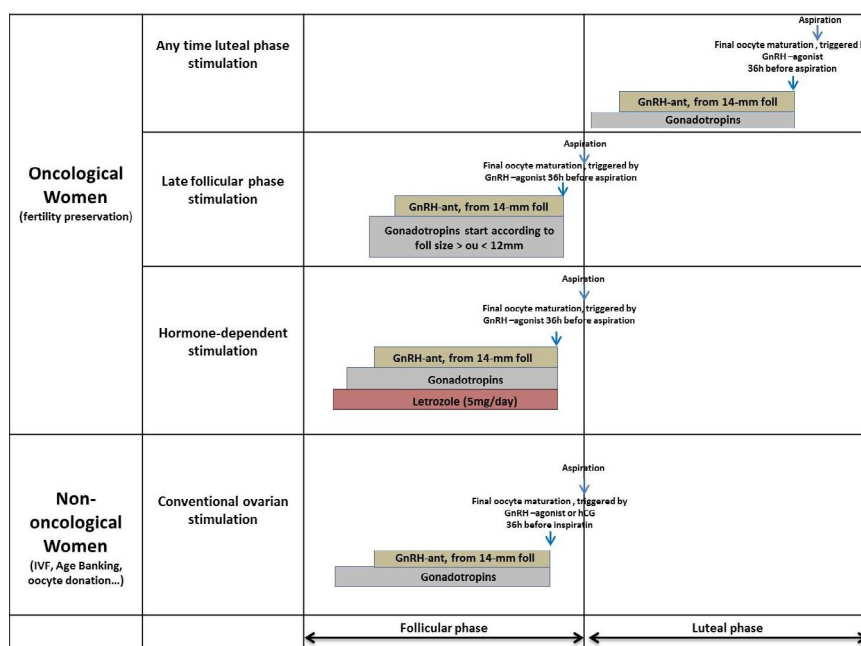 Oncological
Women
(fertility preservation)
Any time luteal phase
stimulation
Aspiration
Final oocyte maturation, triggered by
GnRH –agonist
36h before aspiration
GnRH-ant, from 14-mm foll
Gonadotropins
Late follicular phase
stimulation
Aspiration
Final oocyte maturation, triggered by
GnRH –agonist 36h before aspiration
GnRH-ant, from 14-mm foll
Gonadotropins start according to
foll size > ou < 12mm
Hormone-dependent
stimulation
Aspiration
Final oocyte maturation, triggered by
GnRH –agonist 36h before aspiration
GnRH-ant, from 14-mm foll
Gonadotropins
Letrozole (5mg/day)
Non-
oncological
Women
(IVF, Age Banking,
oocyte donation...)
Conventional ovarian
stimulation
Aspiration
Final oocyte maturation , triggered by
GnRH –agonist or hCG
36h before inspiratin
GnRH-ant, from 14-mm foll
Gonadotropins
Follicular phase
Luteal phase